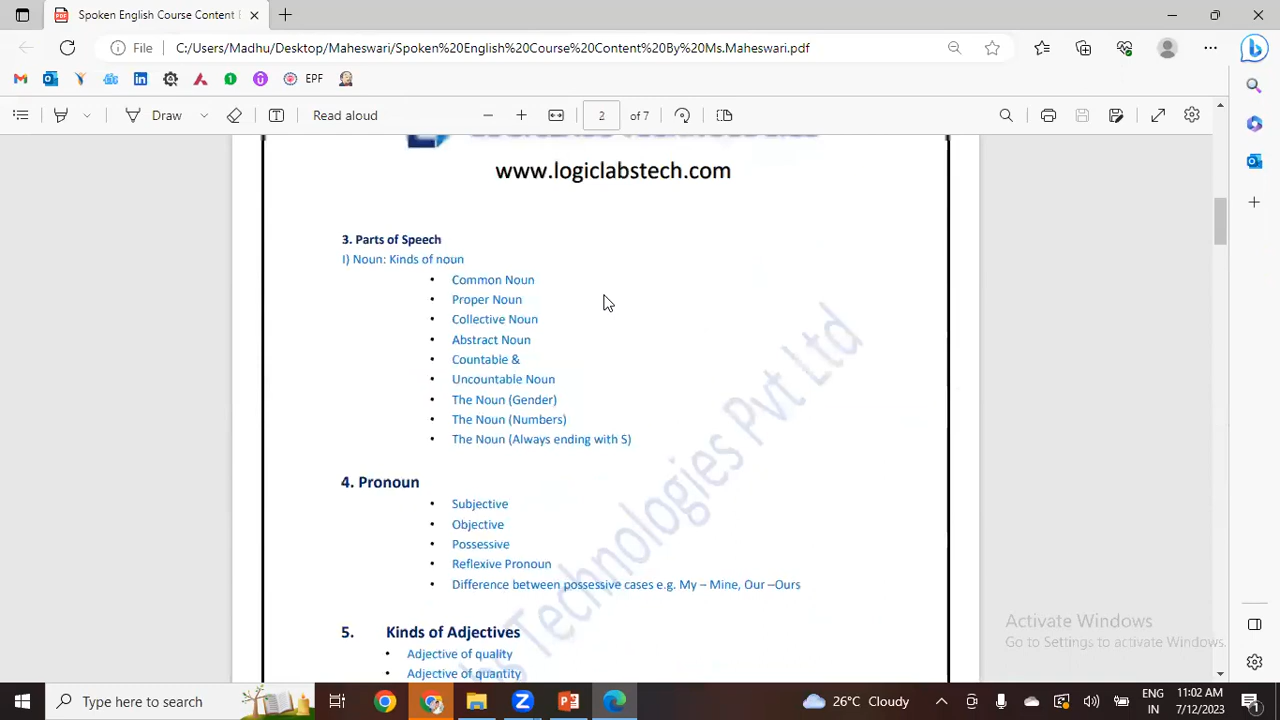 Spoken English Course Content E
File
C:/Users/Madhu/Desktop/Maheswari/Spoken%20English%20Course%20Content%20By%20Ms.Maheswari.pdf
EPF
Draw
Read aloud
2 of 7
www.logiclabstech.com
3. Parts of Speech
I) Noun: Kinds of noun
• Common Noun
• Proper Noun
• Collective Noun
• Abstract Noun
• Countable &
• Uncountable Noun
• The Noun (Gender)
• The Noun (Numbers)
• The Noun (Always ending with S)
4. Pronoun
• Subjective
• Objective
• Possessive
• Reflexive Pronoun
• Difference between possessive cases e.g. My – Mine, Our –Ours
5. Kinds of Adjectives
• Adjective of quality
• Adjective of quantity
Technologies Pvt Ltd
Activate Windows
Go to Settings to activate Windows.
Type here to search
26°C Cloudy
ENG
IN
11:02 AM
7/12/2023